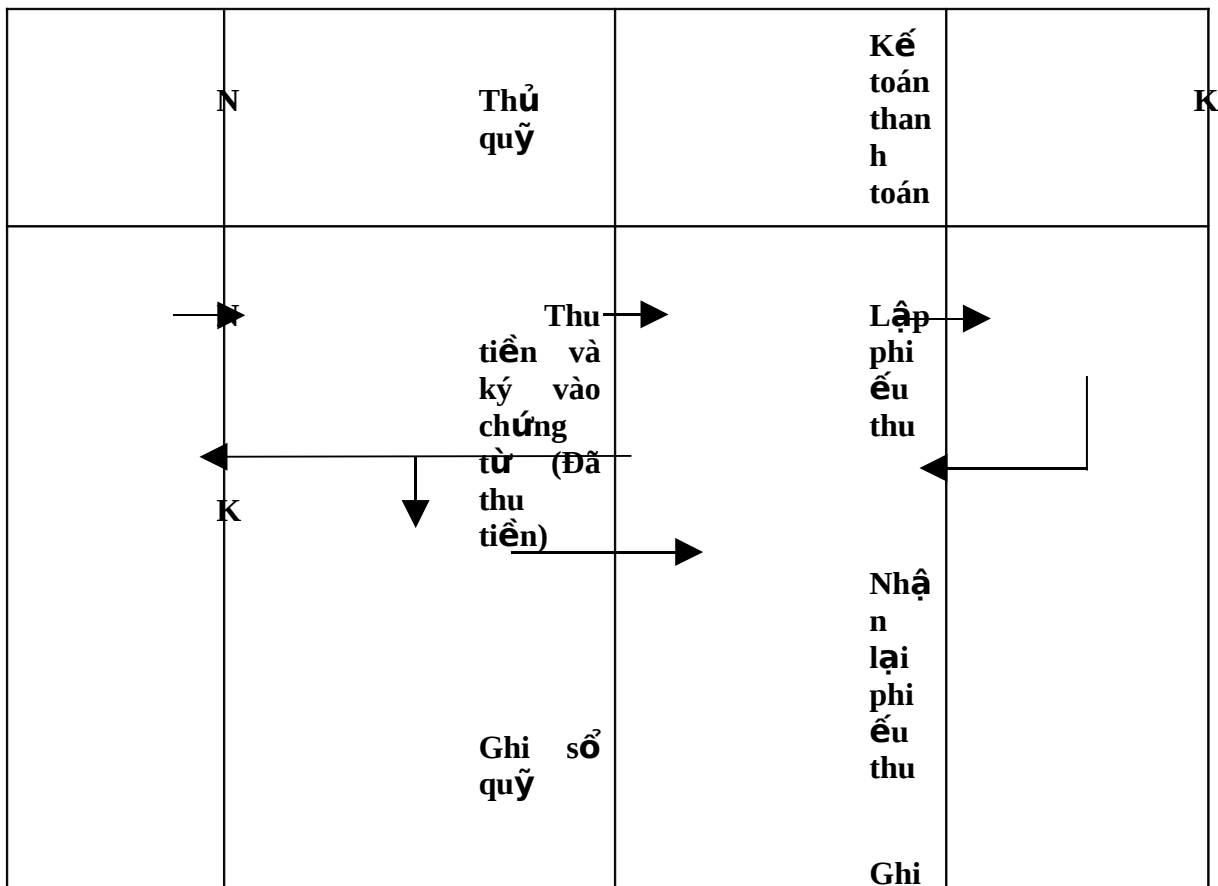 N
Thủ
quỹ
Kế
toán
than
h
toán
K
N
Thu
tiền và
ký vào
chứng
từ (Đã
thu
tiền)
Lập
phi
ếu
thu
K
Nhậ
n
lại
phi
ếu
thu
Ghi sổ
quỹ
Ghi